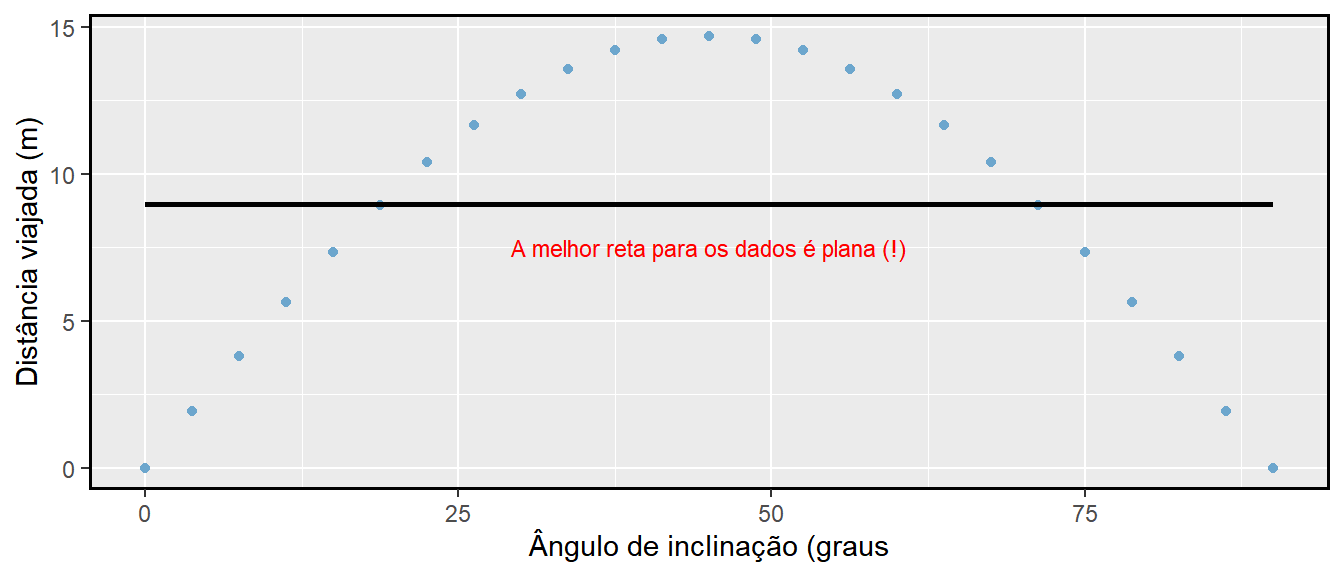 Distância viajada (m)
15
10
5
0
A melhor reta para os dados é plana (!)
0 25 50 75
Ângulo de inclinação (graus